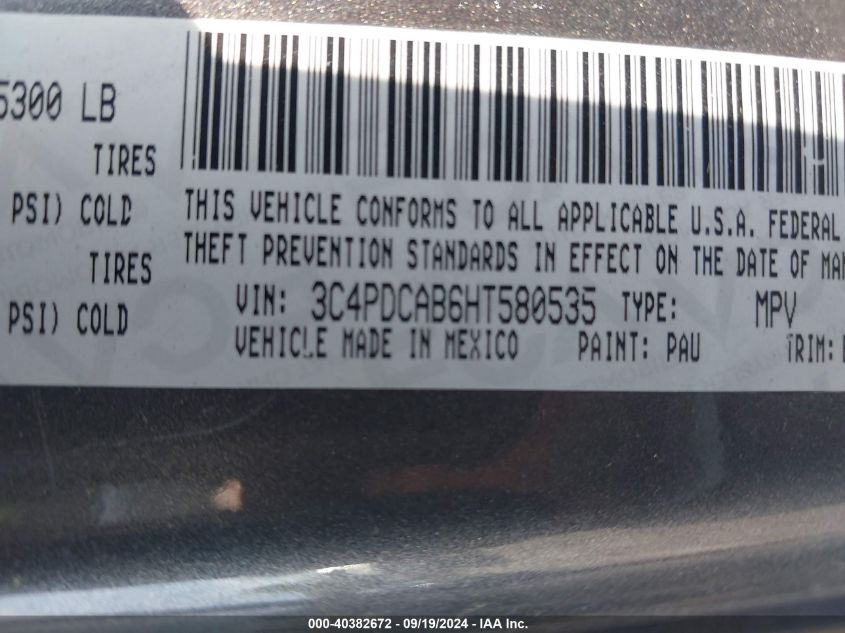 5300 LB
TIRES
PSI) COLD
TIRES
PSI) COLD
THIS VEHICLE CONFORMS TO ALL APPLICABLE U.S.A. FEDERAL
THEFT PREVENTION STANDARDS IN EFFECT ON THE DATE OF MAN
VIN: 3C4PDCAB6HT580535 TYPE: MPV
VEHICLE MADE IN MEXICO PAINT: PAU TRIM:
000-40382672 - 09/19/2024 - IAA Inc.